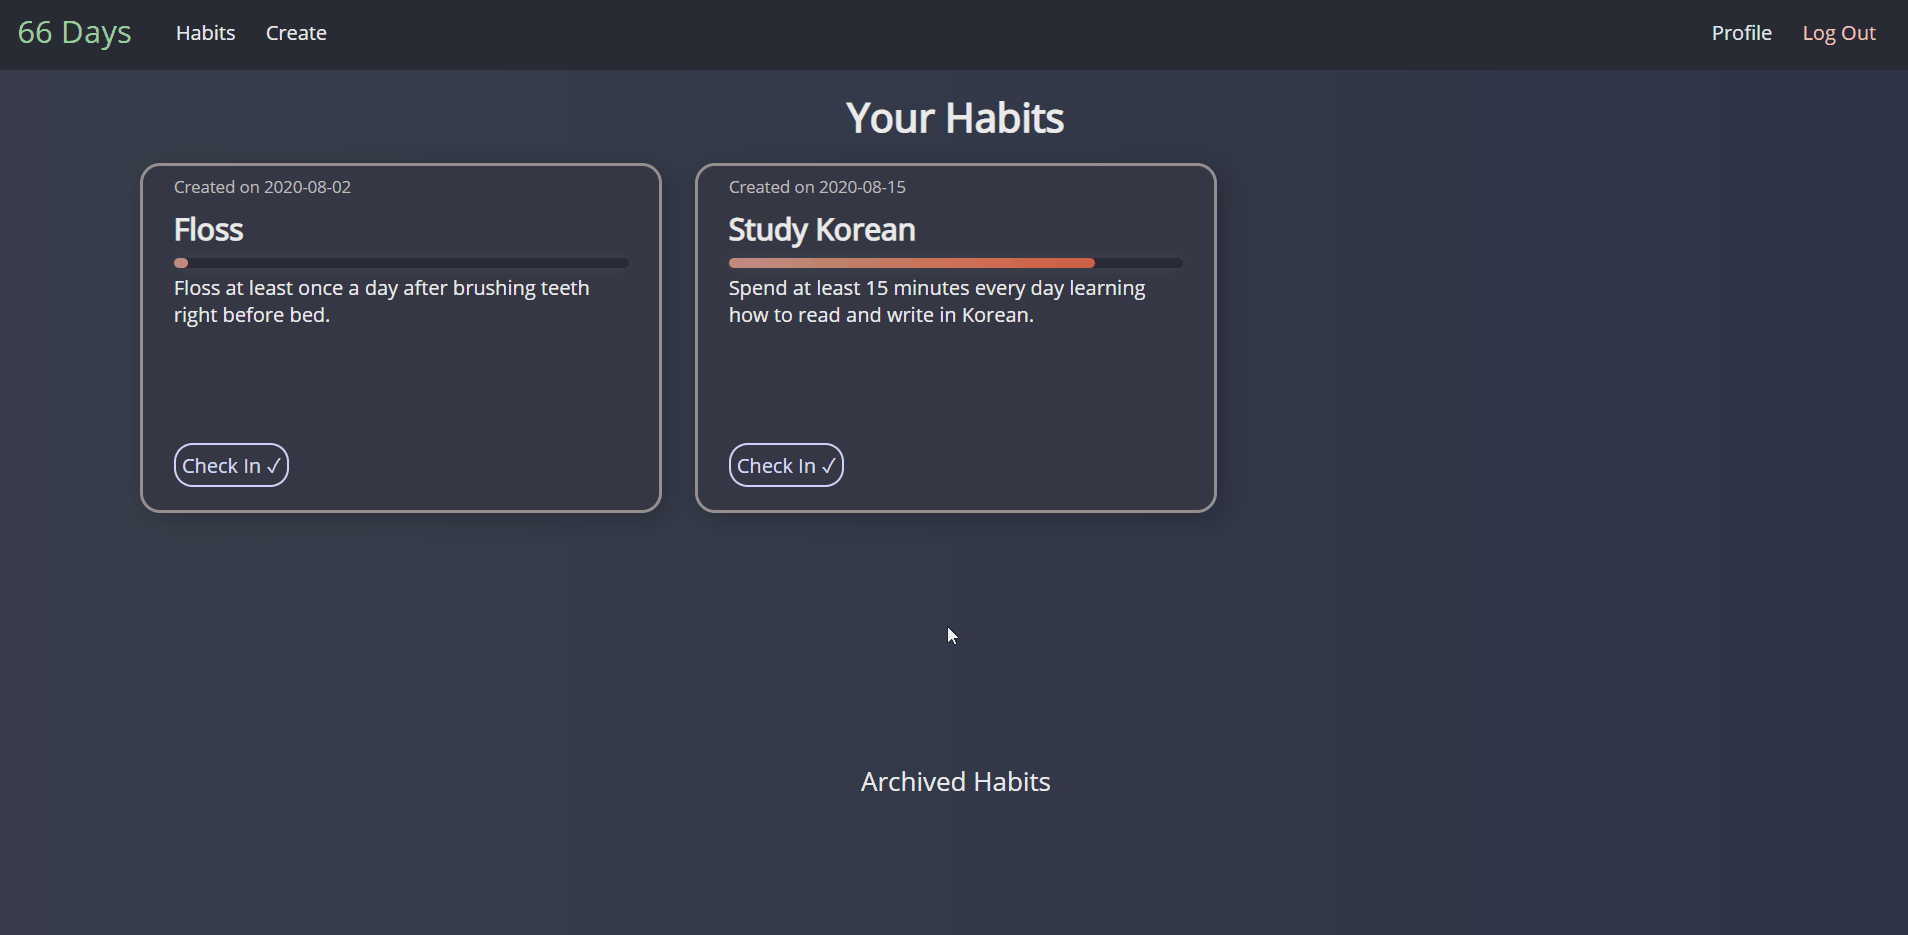 66 Days Habits Create Profile Log Out
Your Habits
Created on 2020-08-02
Floss
Floss at least once a day after brushing teeth
right before bed.
Check In ✓
Created on 2020-08-15
Study Korean
Spend at least 15 minutes every day learning
how to read and write in Korean.
Check In ✓
Archived Habits